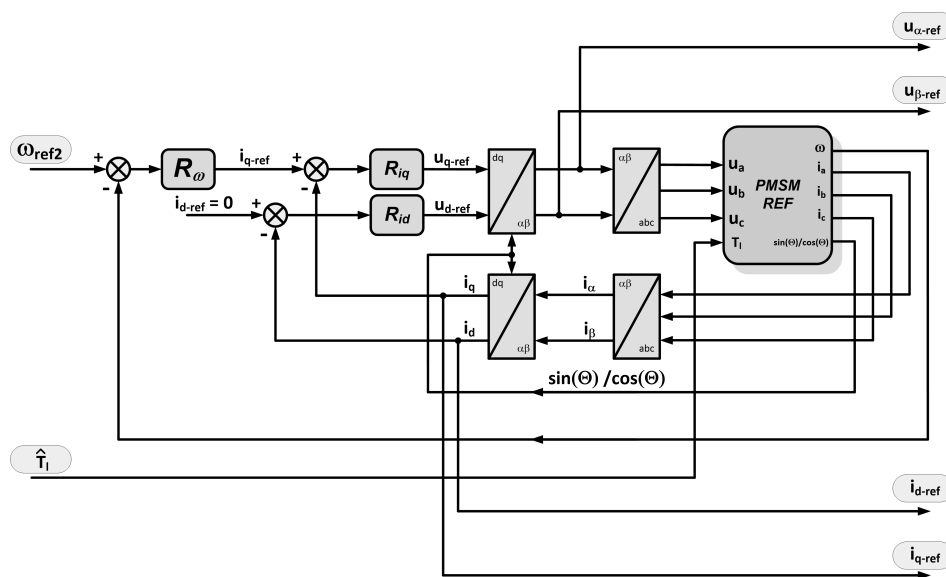 uα-ref
uβ-ref
ωref2
+
-
Rω
iq-ref
+
-
Riq
uq-ref
dq
αβ
αβ
abc
ua
ub
uc
Tl
PMSM
REF
ω
ia
ib
ic
sin(Θ)/cos(Θ)
id-ref = 0
+
-
Rid
ud-ref
iq
id
dq
αβ
iα
iβ
αβ
abc
sin(Θ) /cos(Θ)
T̂l
id-ref
iq-ref